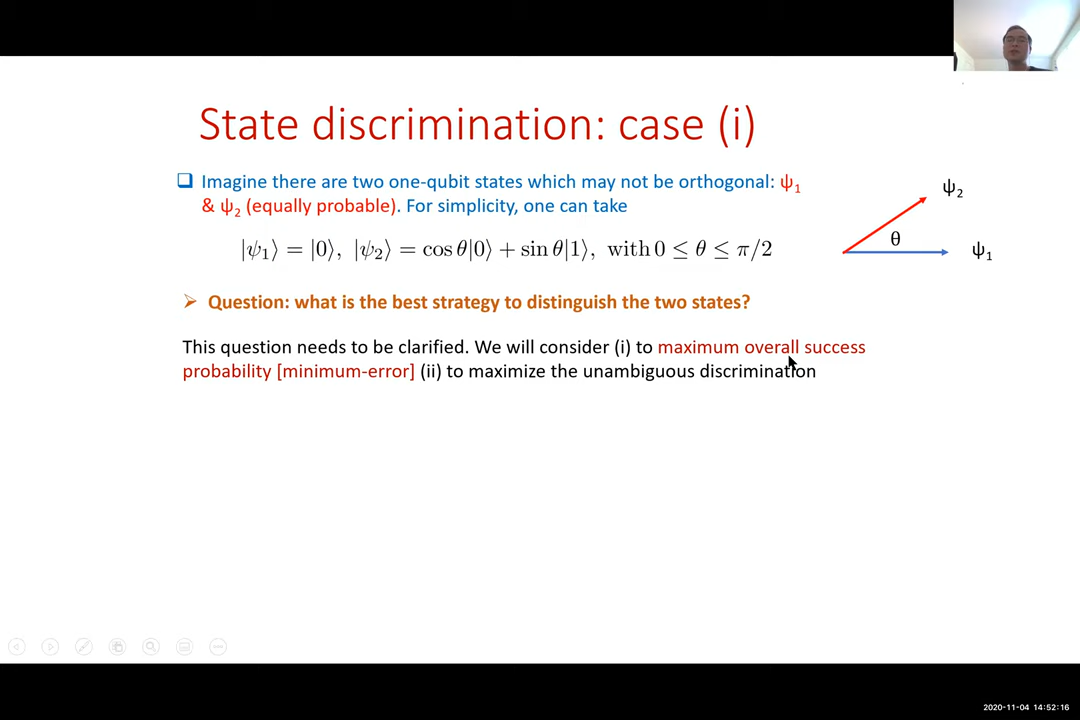 State discrimination: case (i)
❑ Imagine there are two one-qubit states which may not be orthogonal: ψ₁
& ψ₂ (equally probable). For simplicity, one can take
|ψ₁⟩ = |0⟩, |ψ₂⟩ = cos θ|0⟩ + sin θ|1⟩, with 0 ≤ θ ≤ π/2
ψ₂
θ
ψ₁
➢ Question: what is the best strategy to distinguish the two states?
This question needs to be clarified. We will consider (i) to maximum overall success
probability [minimum-error] (ii) to maximize the unambiguous discrimination
2020-11-04 14:52:16